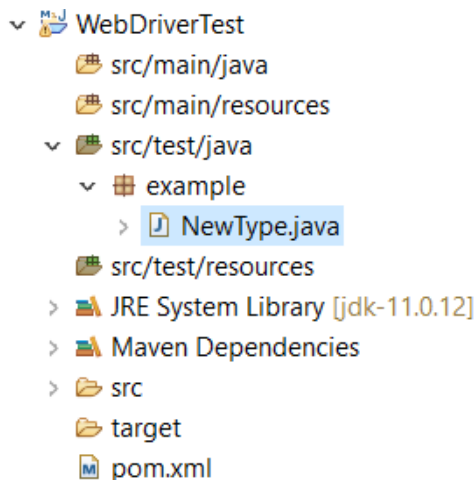 WebDriverTest
src/main/java
src/main/resources
src/test/java
example
NewType.java
src/test/resources
JRE System Library [jdk-11.0.12]
Maven Dependencies
src
target
pom.xml